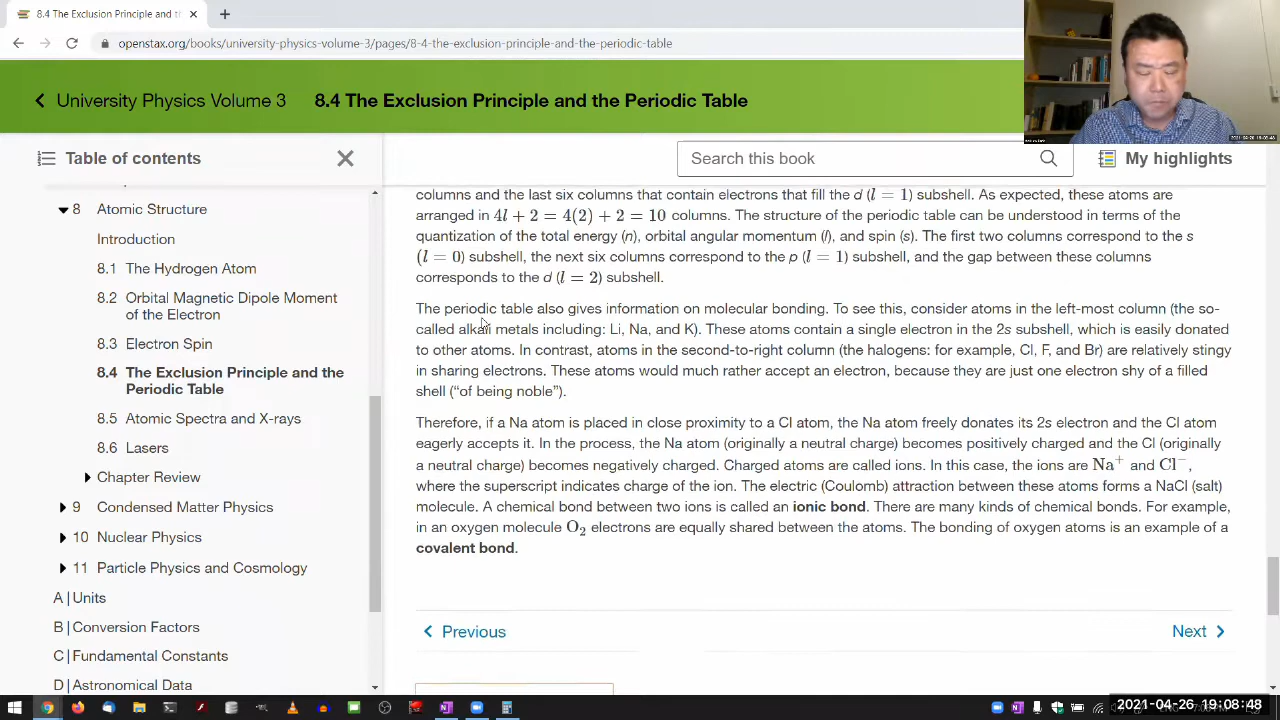 8.4 The Exclusion Principle and t
openstax.org/books/university-physics-volume-3/pages/8-4-the-exclusion-principle-and-the-periodic-table
University Physics Volume 3 8.4 The Exclusion Principle and the Periodic Table
Table of contents
Search this book
My highlights
8 Atomic Structure
Introduction
8.1 The Hydrogen Atom
8.2 Orbital Magnetic Dipole Moment
of the Electron
8.3 Electron Spin
8.4 The Exclusion Principle and the
Periodic Table
8.5 Atomic Spectra and X-rays
8.6 Lasers
Chapter Review
9 Condensed Matter Physics
10 Nuclear Physics
11 Particle Physics and Cosmology
A | Units
B | Conversion Factors
C | Fundamental Constants
D | Astronomical Data
columns and the last six columns that contain electrons that fill the d (l = 1) subshell. As expected, these atoms are
arranged in 4l + 2 = 4(2) + 2 = 10 columns. The structure of the periodic table can be understood in terms of the
quantization of the total energy (n), orbital angular momentum (l), and spin (s). The first two columns correspond to the s
(l = 0) subshell, the next six columns correspond to the p (l = 1) subshell, and the gap between these columns
corresponds to the d (l = 2) subshell.
The periodic table also gives information on molecular bonding. To see this, consider atoms in the left-most column (the so-
called alkali metals including: Li, Na, and K). These atoms contain a single electron in the 2s subshell, which is easily donated
to other atoms. In contrast, atoms in the second-to-right column (the halogens: for example, Cl, F, and Br) are relatively stingy
in sharing electrons. These atoms would much rather accept an electron, because they are just one electron shy of a filled
shell (“of being noble”).
Therefore, if a Na atom is placed in close proximity to a Cl atom, the Na atom freely donates its 2s electron and the Cl atom
eagerly accepts it. In the process, the Na atom (originally a neutral charge) becomes positively charged and the Cl (originally
a neutral charge) becomes negatively charged. Charged atoms are called ions. In this case, the ions are Na⁺ and Cl⁻,
where the superscript indicates charge of the ion. The electric (Coulomb) attraction between these atoms forms a NaCl (salt)
molecule. A chemical bond between two ions is called an ionic bond. There are many kinds of chemical bonds. For example,
in an oxygen molecule O₂ electrons are equally shared between the atoms. The bonding of oxygen atoms is an example of a
covalent bond.
Previous
Next
2021-04-26 19:08:48
2021-04-26 19:08:48